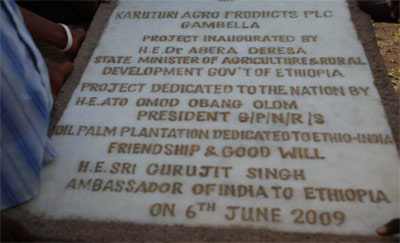 KARUTURI AGRO PRODUCTS PLC
GAMBELLA
PROJECT INAUGURATED BY
H.E.Dr ABERA DERESA
STATE MINISTER OF AGRICULTURE & RURAL
DEVELOPMENT GOV'T OF ETHIOPIA
PROJECT DEDICATED TO THE NATION BY
H.E.ATO OMOD OBANG OLOM
PRESIDENT G/P/N/R/S
OIL PALM PLANTATION DEDICATED TO ETHIO-INDIA
FRIENDSHIP & GOOD WILL
H.E.SRI GURUJIT SINGH
AMBASSADOR OF INDIA TO ETHIOPIA
ON 6TH JUNE 2009